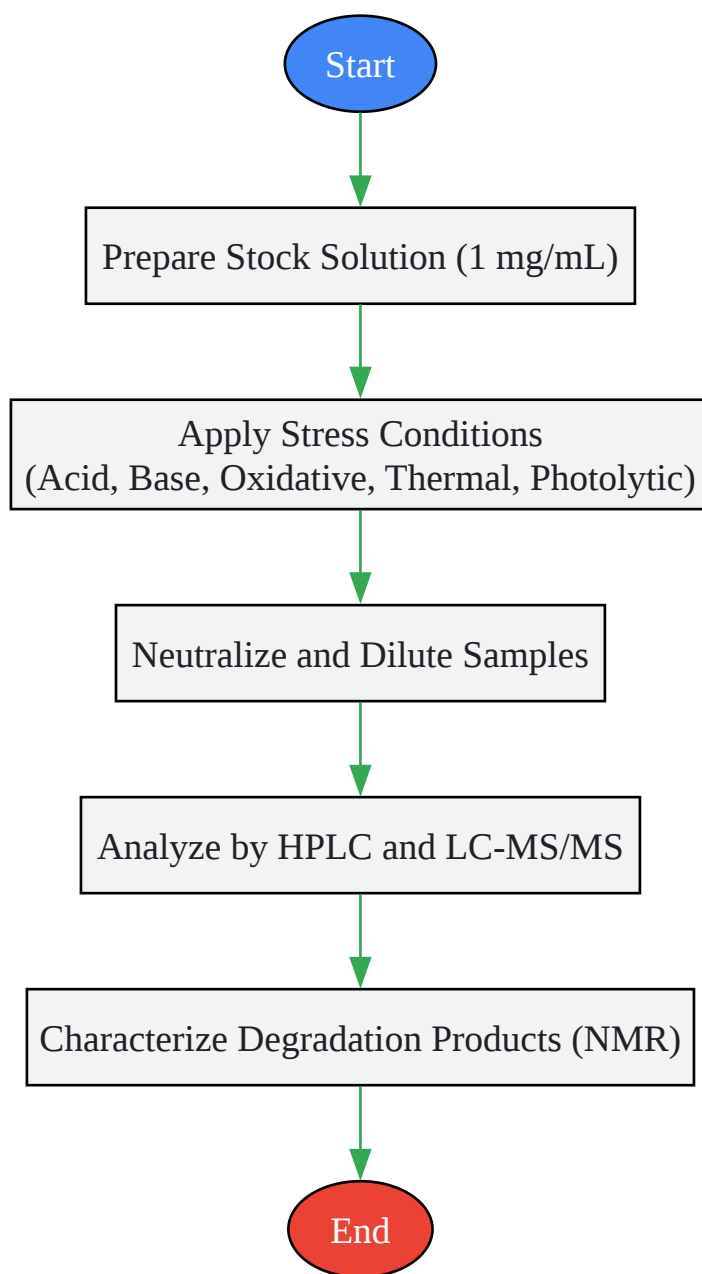 Start
Prepare Stock Solution (1 mg/mL)
Apply Stress Conditions
(Acid, Base, Oxidative, Thermal, Photolytic)
Neutralize and Dilute Samples
Analyze by HPLC and LC-MS/MS
Characterize Degradation Products (NMR)
End